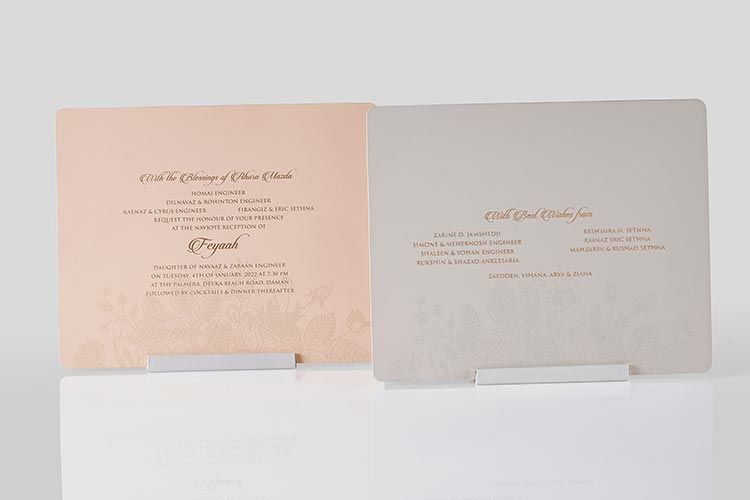 With the Blessings of Ahura Mazda
HOMAI ENGINEER
DILNAVAZ & ROHINTON ENGINEER
KAENAZ & CYRUS ENGINEER FIRANGIZ & ERIC SETHNA
REQUEST THE HONOUR OF YOUR PRESENCE
AT THE NAVJOTE RECEPTION OF
Feyaah
DAUGHTER OF NAVAAZ & ZARAAN ENGINEER
ON TUESDAY, 4TH OF JANUARY, 2022 AT 7.30 PM
AT THE PALMERA, DEVKA BEACH ROAD, DAMAN
FOLLOWED BY COCKTAILS & DINNER THEREAFTER
With Best Wishes from
ZARINE D. JAMSHEDJI
SIMONE & MEHERNOSH ENGINEER
SHALEEN & YOHAN ENGINEER
RUKSHIN & SHAZAD ANKLESARIA
KESHMIRA N. SETHNA
KAINAZ ERIC SETHNA
MAHZARIN & RUSHAD SETHNA
ZAYDDEN, VIHANA, ARYA & ZIANA